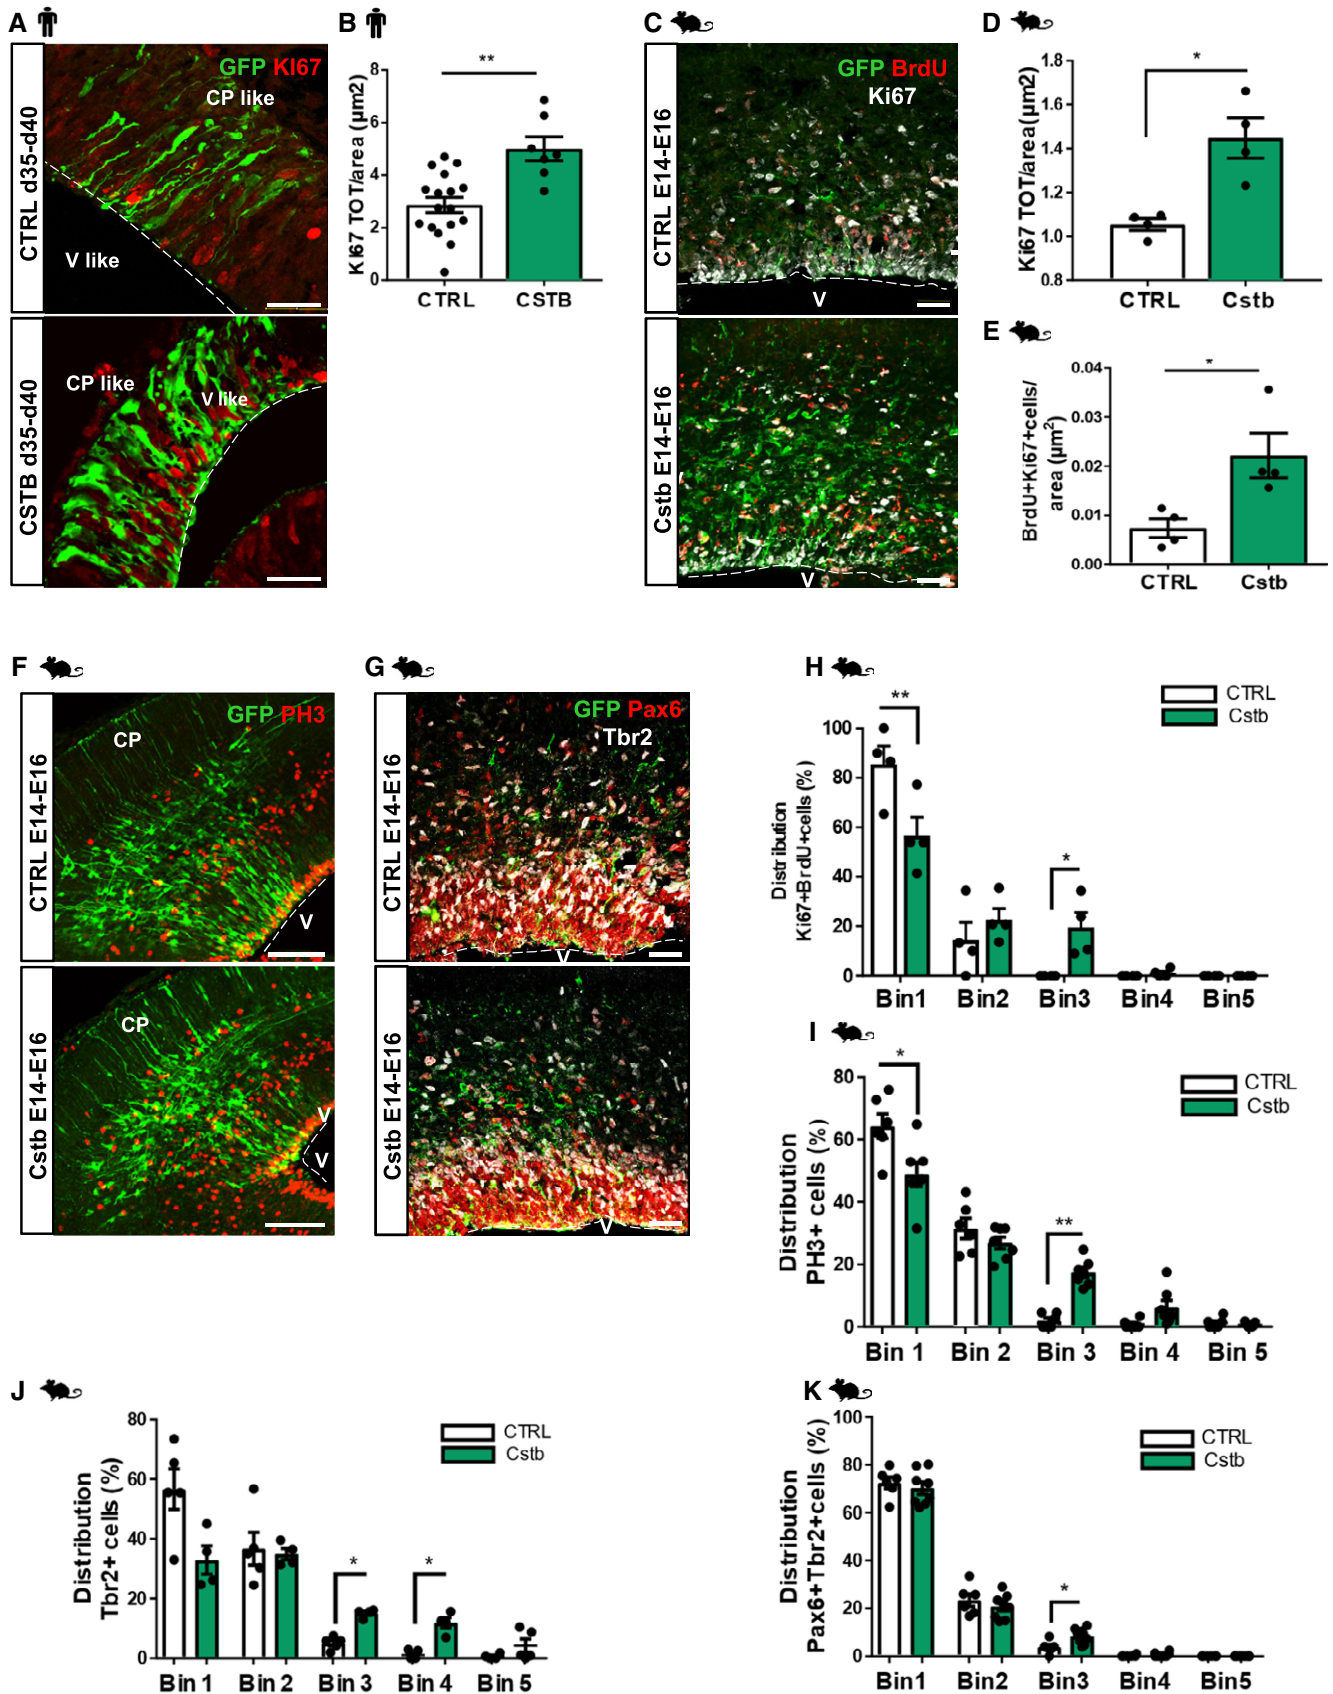 A
CTRL d35-d40
GFP KI67
CP like
V like
CSTB d35-d40
CP like
V like
B
KI67 TOT/area (µm2)
8
6
4
2
0
**
CTRL
CSTB
C
CTRL E14-E16
GFP BrdU
Ki67
V
Cstb E14-E16
V
D
Ki67 TOT/area(µm2)
1.8
1.6
1.4
1.2
1.0
0.8
*
CTRL
Cstb
E
BrdU+Ki67+cells/
area (µm2)
0.04
0.03
0.02
0.01
0.00
*
CTRL
Cstb
F
CTRL E14-E16
GFP PH3
CP
V
Cstb E14-E16
CP
V
V
G
CTRL E14-E16
GFP Pax6
Tbr2
V
Cstb E14-E16
V
H
CTRL
Cstb
Distribution
Ki67+BrdU+cells (%)
100
80
60
40
20
0
**
*
Bin1
Bin2
Bin3
Bin4
Bin5
I
CTRL
Cstb
Distribution
PH3+ cells (%)
80
60
40
20
0
*
**
Bin 1
Bin 2
Bin 3
Bin 4
Bin 5
J
CTRL
Cstb
Distribution
Tbr2+ cells (%)
80
60
40
20
0
*
*
Bin 1
Bin 2
Bin 3
Bin 4
Bin 5
K
CTRL
Cstb
Distribution
Pax6+Tbr2+cells (%)
100
80
60
40
20
0
*
Bin1
Bin2
Bin3
Bin4
Bin5